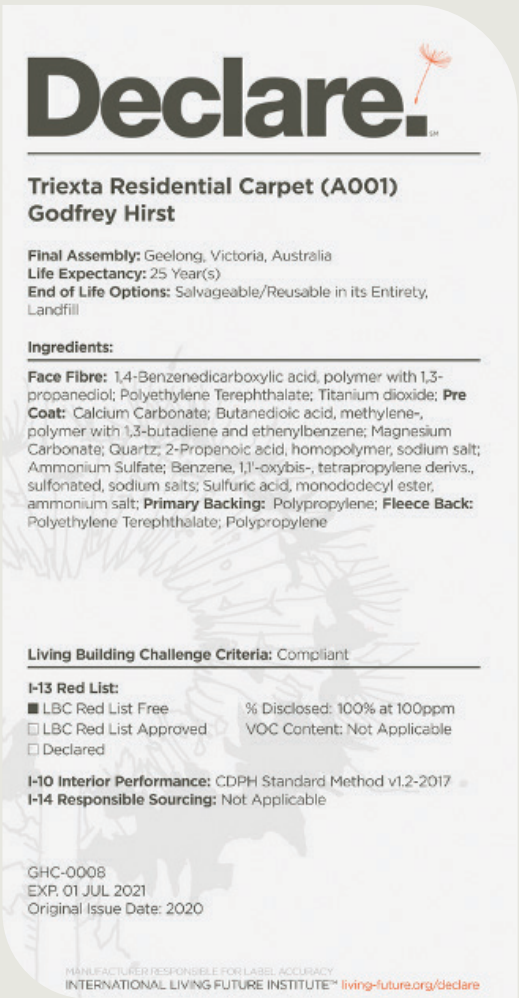 Declare.
SM
Triexta Residential Carpet (A001)
Godfrey Hirst
Final Assembly: Geelong, Victoria, Australia
Life Expectancy: 25 Year(s)
End of Life Options: Salvageable/Reusable in its Entirety,
Landfill
Ingredients:
Face Fibre: 1,4-Benzenedicarboxylic acid, polymer with 1,3-
propanediol; Polyethylene Terephthalate; Titanium dioxide; Pre
Coat: Calcium Carbonate; Butanedioic acid, methylene-,
polymer with 1,3-butadiene and ethenylbenzene; Magnesium
Carbonate; Quartz; 2-Propenoic acid, homopolymer, sodium salt;
Ammonium Sulfate; Benzene, 1,1'-oxybis-, tetrapropylene derivs.,
sulfonated, sodium salts; Sulfuric acid, monododecyl ester,
ammonium salt; Primary Backing: Polypropylene; Fleece Back:
Polyethylene Terephthalate; Polypropylene
Living Building Challenge Criteria: Compliant
I-13 Red List:
■ LBC Red List Free % Disclosed: 100% at 100ppm
□ LBC Red List Approved VOC Content: Not Applicable
□ Declared
I-10 Interior Performance: CDPH Standard Method v1.2-2017
I-14 Responsible Sourcing: Not Applicable
GHC-0008
EXP. 01 JUL 2021
Original Issue Date: 2020
MANUFACTURER RESPONSIBLE FOR LABEL ACCURACY
INTERNATIONAL LIVING FUTURE INSTITUTE™ living-future.org/declare